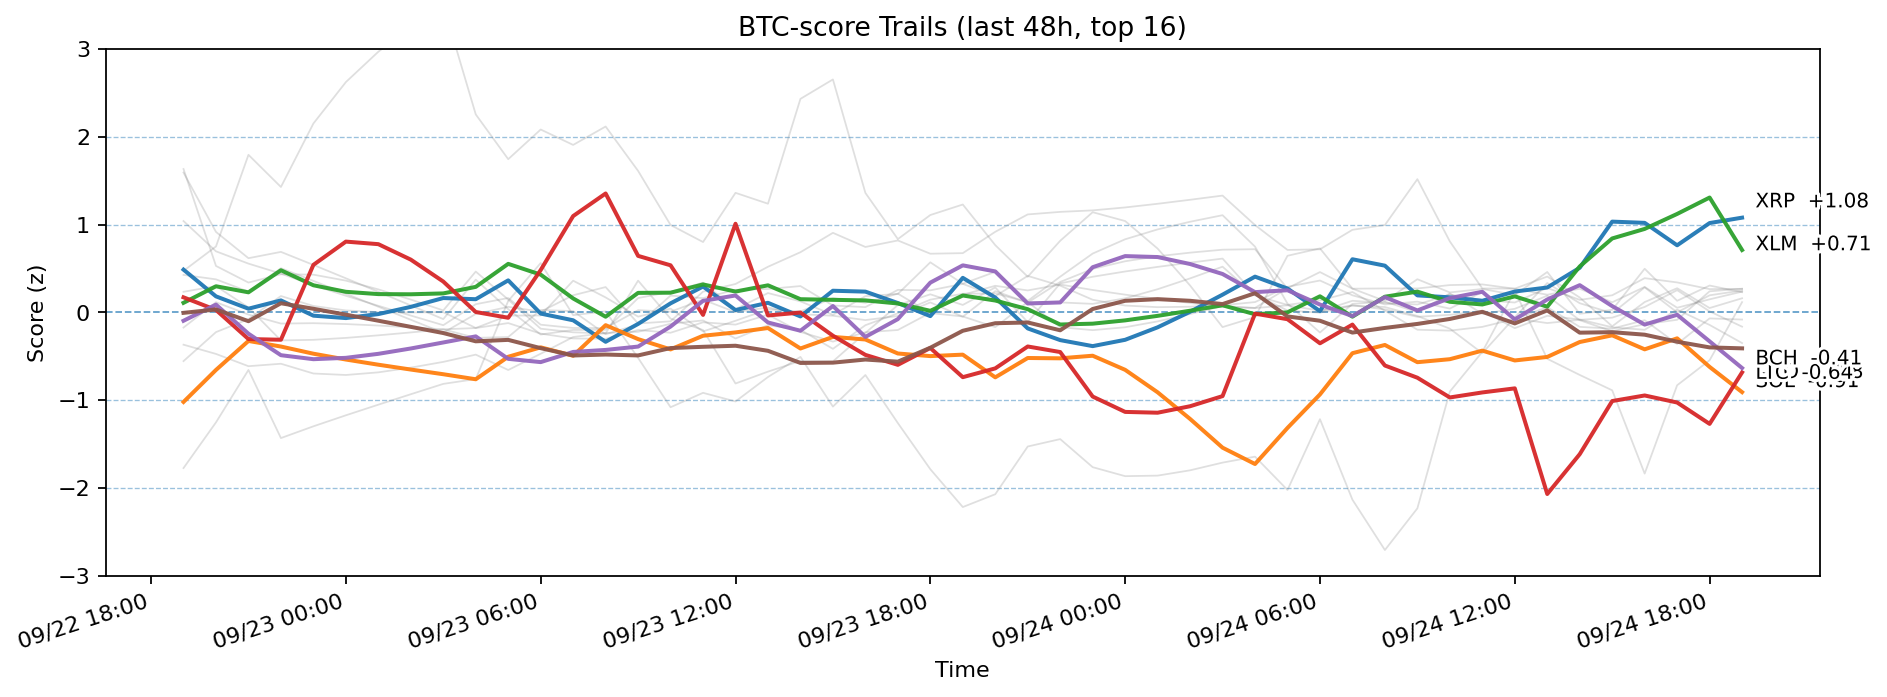 BTC-score Trails (last 48h, top 16)
Score (z)
3
2
1
0
−1
−2
−3
XRP +1.08
XLM +0.71
BCH -0.41
SOL -0.91
09/22 18:00
09/23 00:00
09/23 06:00
09/23 12:00
09/23 18:00
09/24 00:00
09/24 06:00
09/24 12:00
09/24 18:00
Time